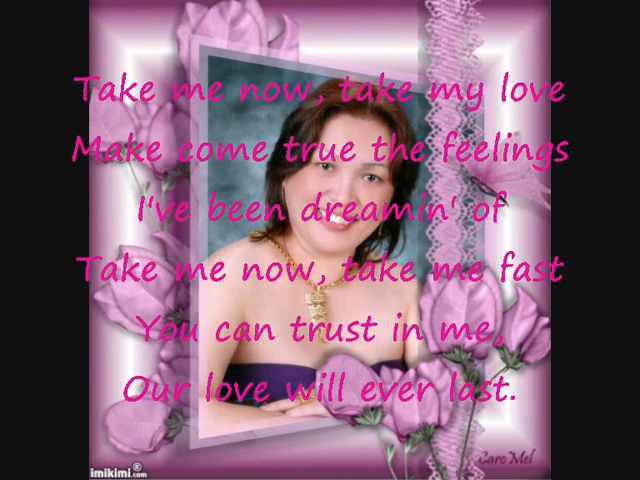 Take me now, take my love
Make come true the feelings
I've been dreamin' of
Take me now, take me fast
You can trust in me,
Our love will ever last.
imikimi.com
Caro Mel